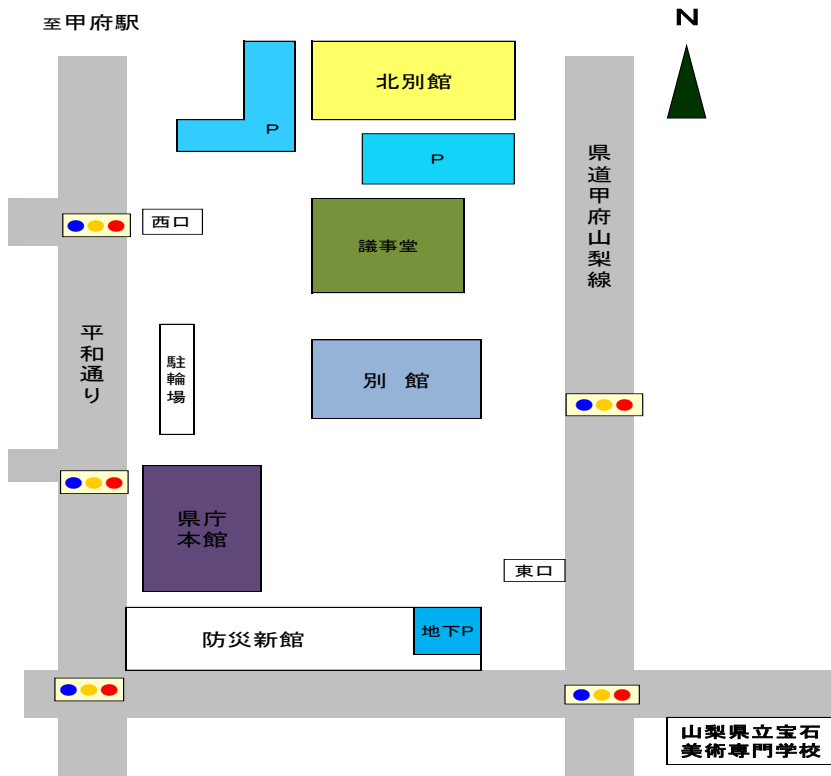 至甲府駅
N
北別館
P
P
県道甲府山梨線
西口
議事堂
平和通り
駐輪場
別 館
県庁
本館
東口
防災新館
地下P
山梨県立宝石
美術専門学校